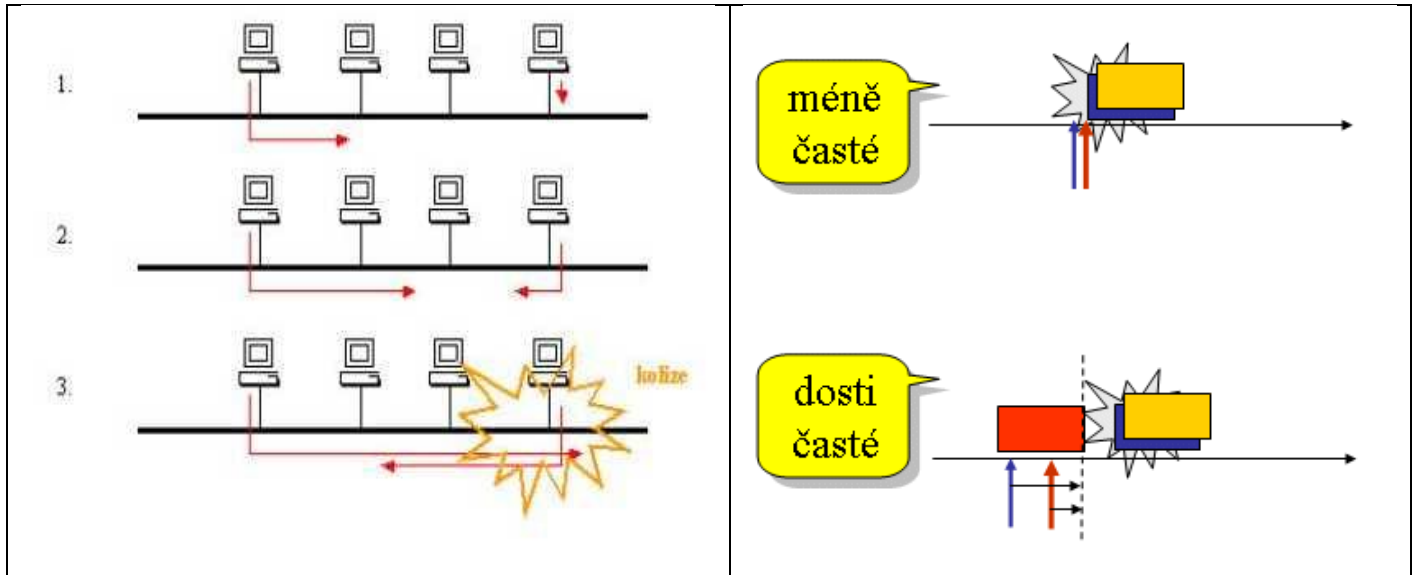 1.
2.
3.
kolize
méně
časté
dosti
časté